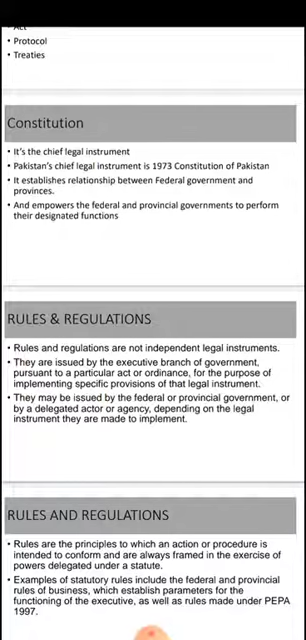 • Act
• Protocol
• Treaties
Constitution
• It's the chief legal instrument
• Pakistan's chief legal instrument is 1973 Constitution of Pakistan
• It establishes relationship between Federal government and
provinces.
• And empowers the federal and provincial governments to perform
their designated functions
RULES & REGULATIONS
• Rules and regulations are not independent legal instruments.
• They are issued by the executive branch of government,
pursuant to a particular act or ordinance, for the purpose of
implementing specific provisions of that legal instrument.
• They may be issued by the federal or provincial government, or
by a delegated actor or agency, depending on the legal
instrument they are made to implement.
RULES AND REGULATIONS
• Rules are the principles to which an action or procedure is
intended to conform and are always framed in the exercise of
powers delegated under a statute.
• Examples of statutory rules include the federal and provincial
rules of business, which establish parameters for the
functioning of the executive, as well as rules made under PEPA
1997.